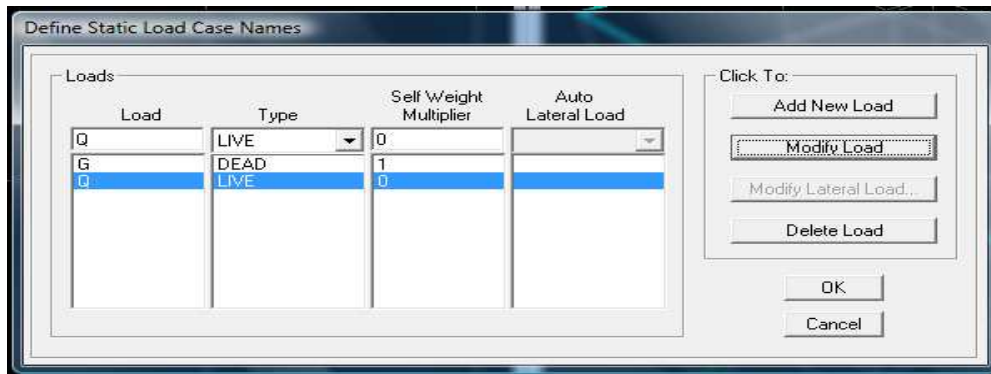 Define Static Load Case Names
Loads
Load Type Self Weight Multiplier Auto Lateral Load
Q LIVE 0
G DEAD 1
Q LIVE 0
Click To:
Add New Load
Modify Load
Modify Lateral Load...
Delete Load
OK
Cancel